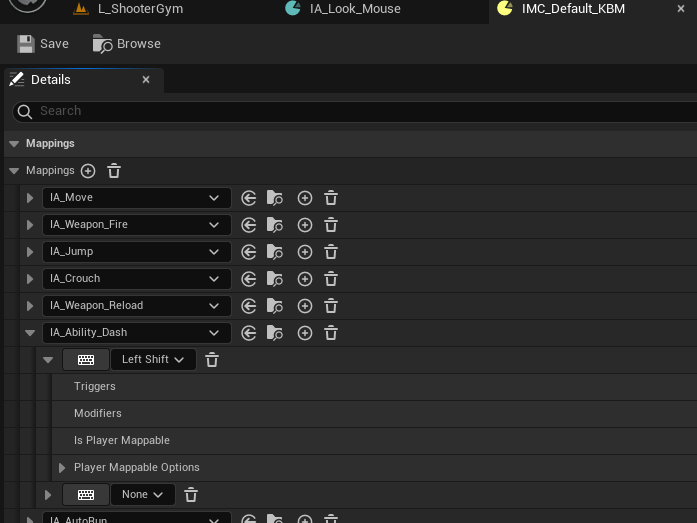 L_ShooterGym IA_Look_Mouse IMC_Default_KBM ×
Save Browse
Details ×
Search
Mappings
Mappings
IA_Move
IA_Weapon_Fire
IA_Jump
IA_Crouch
IA_Weapon_Reload
IA_Ability_Dash
Left Shift
Triggers
Modifiers
Is Player Mappable
Player Mappable Options
None
IA_AutoRun